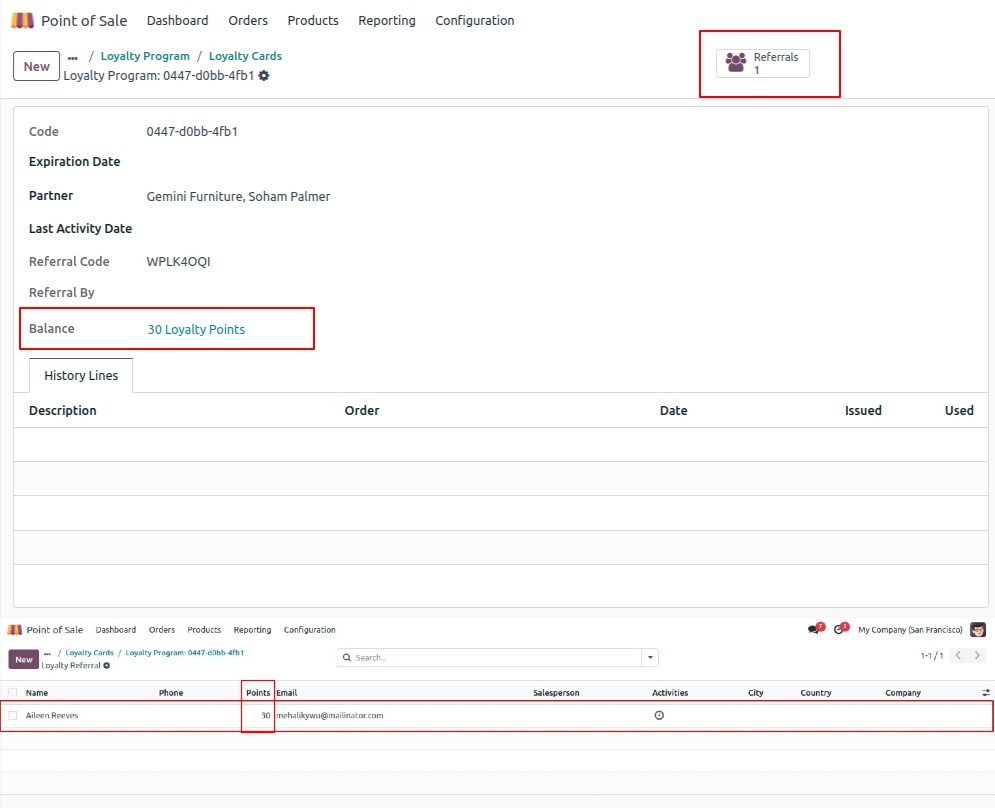 Point of Sale Dashboard Orders Products Reporting Configuration
New ... / Loyalty Program / Loyalty Cards
Loyalty Program: 0447-d0bb-4fb1
Referrals
1
Code 0447-d0bb-4fb1
Expiration Date
Partner Gemini Furniture, Soham Palmer
Last Activity Date
Referral Code WPLK4OQI
Referral By
Balance 30 Loyalty Points
History Lines
Description Order Date Issued Used
Point of Sale Dashboard Orders Products Reporting Configuration 7 2 My Company (San Francisco)
New ... / Loyalty Cards / Loyalty Program: 0447-d0bb-4fb1
Loyalty Referral
Search...
1-1 / 1
Name Phone Points Email Salesperson Activities City Country Company
Aileen Reeves 30 mehalikywu@mailinator.com